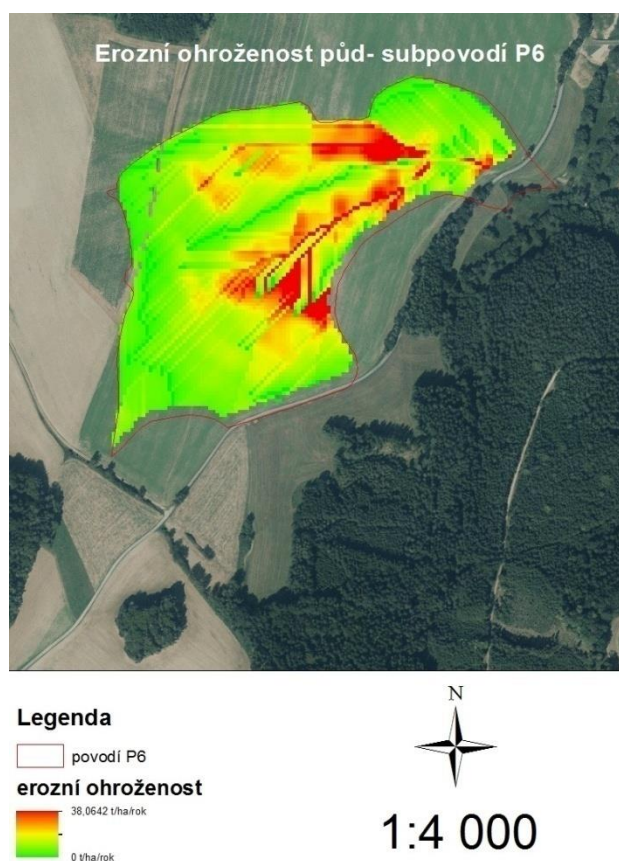 Erozní ohroženost půd- subpovodí P6
Legenda
povodí P6
erozní ohroženost
38,0642 t/ha/rok
0 t/ha/rok
N
1:4 000